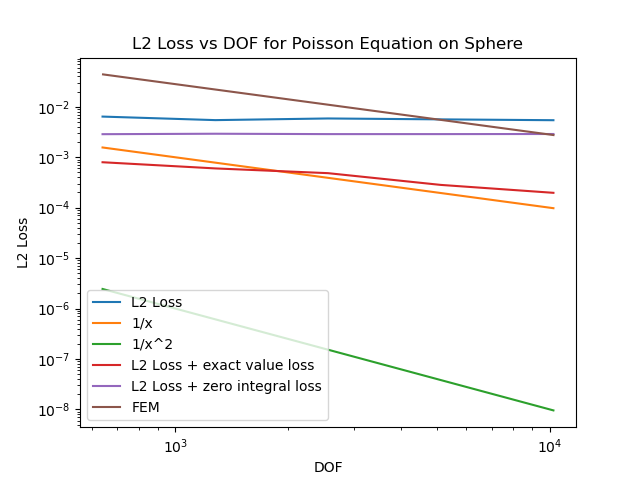 L2 Loss vs DOF for Poisson Equation on Sphere
L2 Loss
10^-2
10^-3
10^-4
10^-5
10^-6
10^-7
10^-8
L2 Loss
1/x
1/x^2
L2 Loss + exact value loss
L2 Loss + zero integral loss
FEM
10^3
10^4
DOF